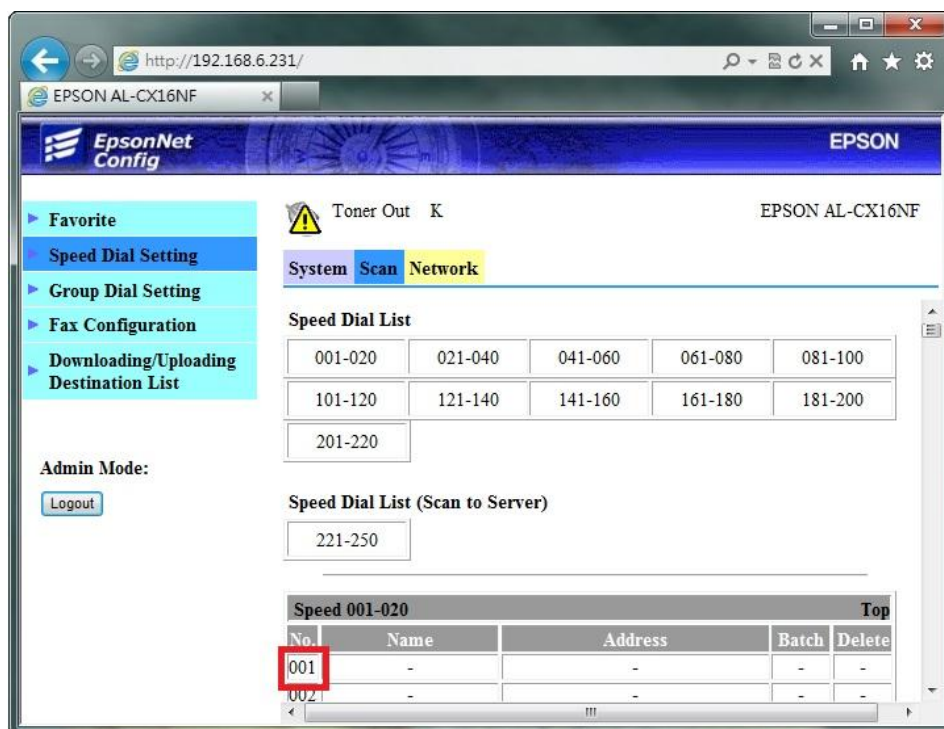 http://192.168.6.231/
EPSON AL-CX16NF
EpsonNet
Config
EPSON
Favorite
Speed Dial Setting
Group Dial Setting
Fax Configuration
Downloading/Uploading
Destination List
Admin Mode:
Logout
Toner Out K
EPSON AL-CX16NF
System Scan Network
Speed Dial List
001-020 021-040 041-060 061-080 081-100
101-120 121-140 141-160 161-180 181-200
201-220
Speed Dial List (Scan to Server)
221-250
Speed 001-020 Top
No. Name Address Batch Delete
001 - - - -
002 - - - -